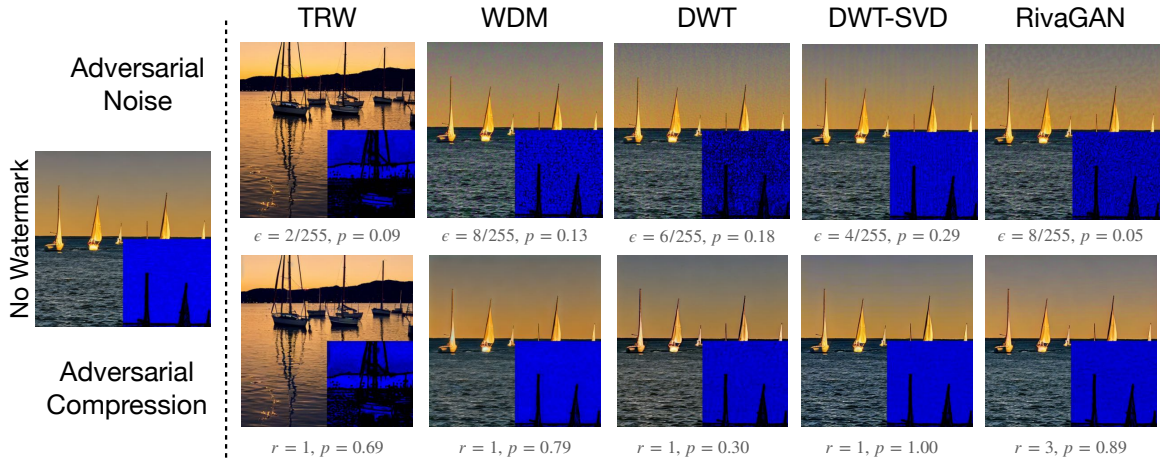 TRW WDM DWT DWT-SVD RivaGAN
Adversarial
Noise
ϵ = 2/255, p = 0.09 ϵ = 8/255, p = 0.13 ϵ = 6/255, p = 0.18 ϵ = 4/255, p = 0.29 ϵ = 8/255, p = 0.05
No Watermark
Adversarial
Compression
r = 1, p = 0.69 r = 1, p = 0.79 r = 1, p = 0.30 r = 1, p = 1.00 r = 3, p = 0.89